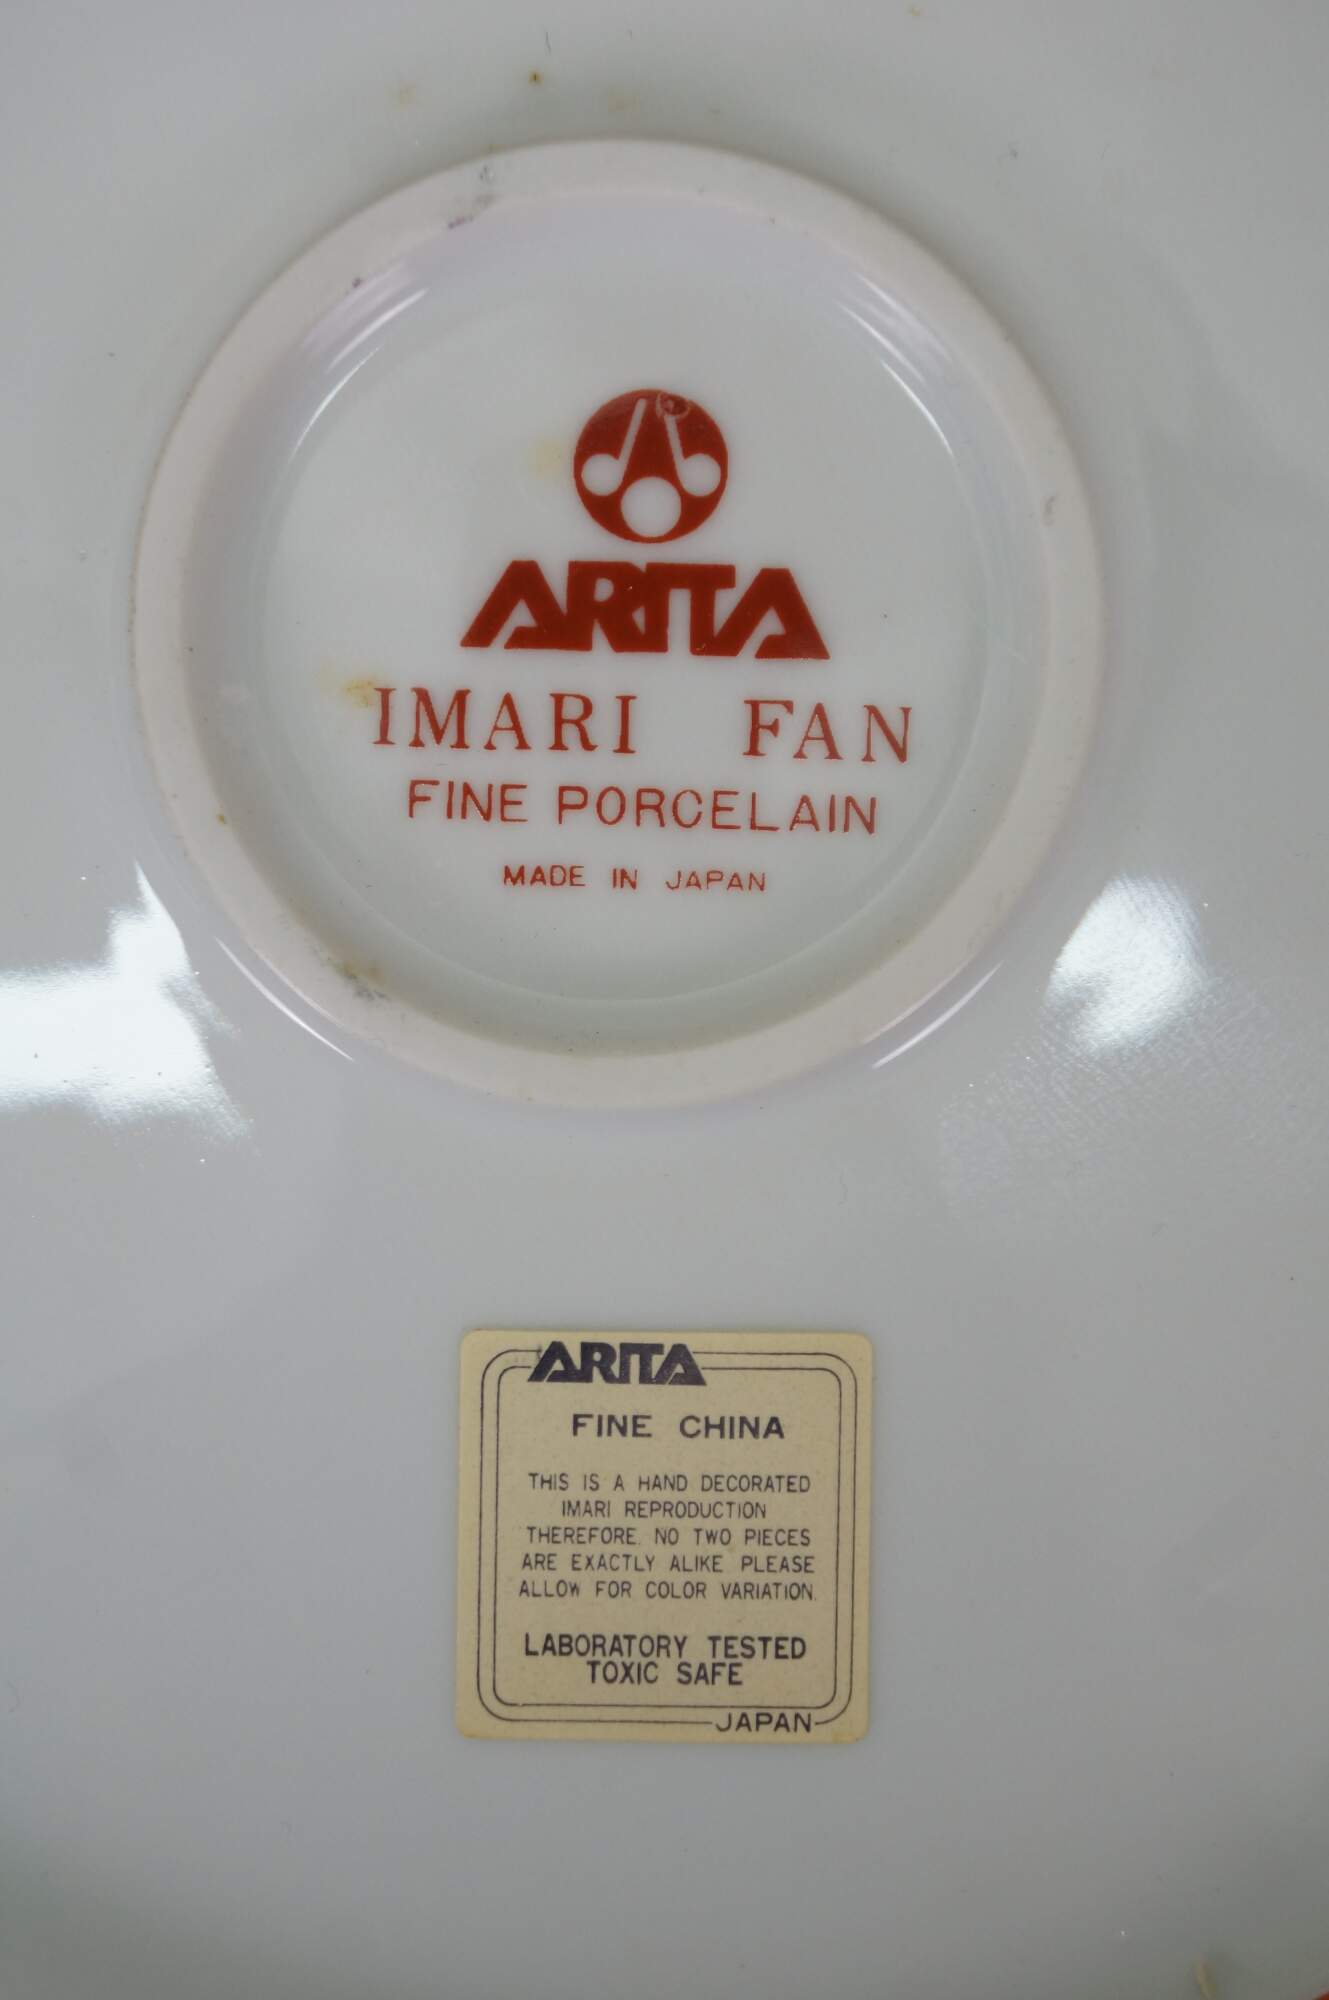 ARITA
IMARI FAN
FINE PORCELAIN
MADE IN JAPAN
ARITA
FINE CHINA
THIS IS A HAND DECORATED
IMARI REPRODUCTION
THEREFORE. NO TWO PIECES
ARE EXACTLY ALIKE PLEASE
ALLOW FOR COLOR VARIATION.
LABORATORY TESTED
TOXIC SAFE
JAPAN